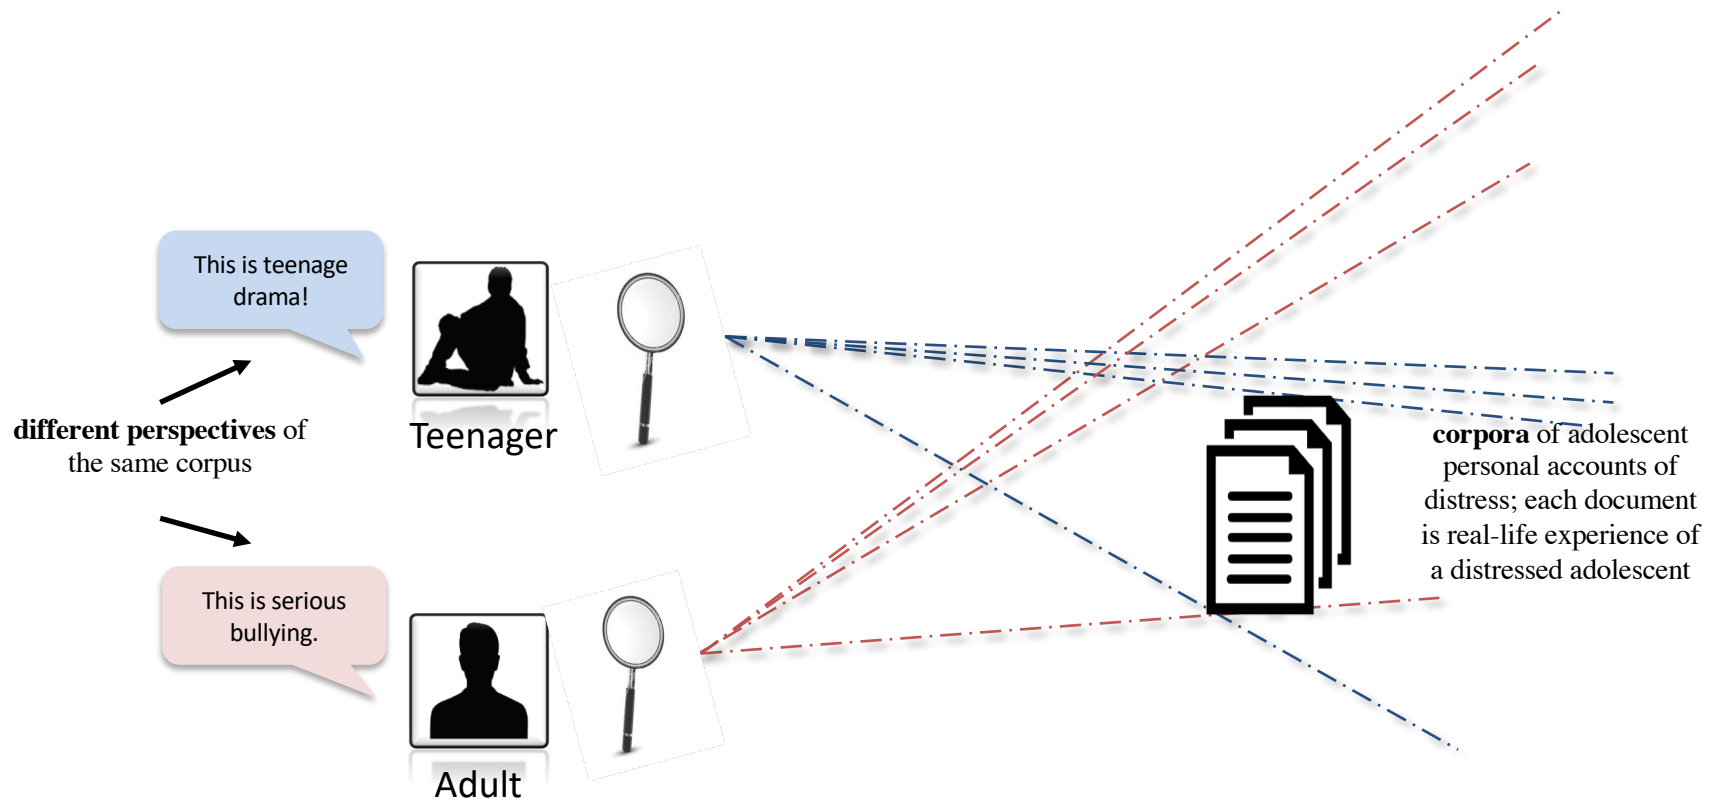 This is teenage
drama!
Teenager
different perspectives of
the same corpus
corpora of adolescent
personal accounts of
distress; each document
is real-life experience of
a distressed adolescent
This is serious
bullying.
Adult